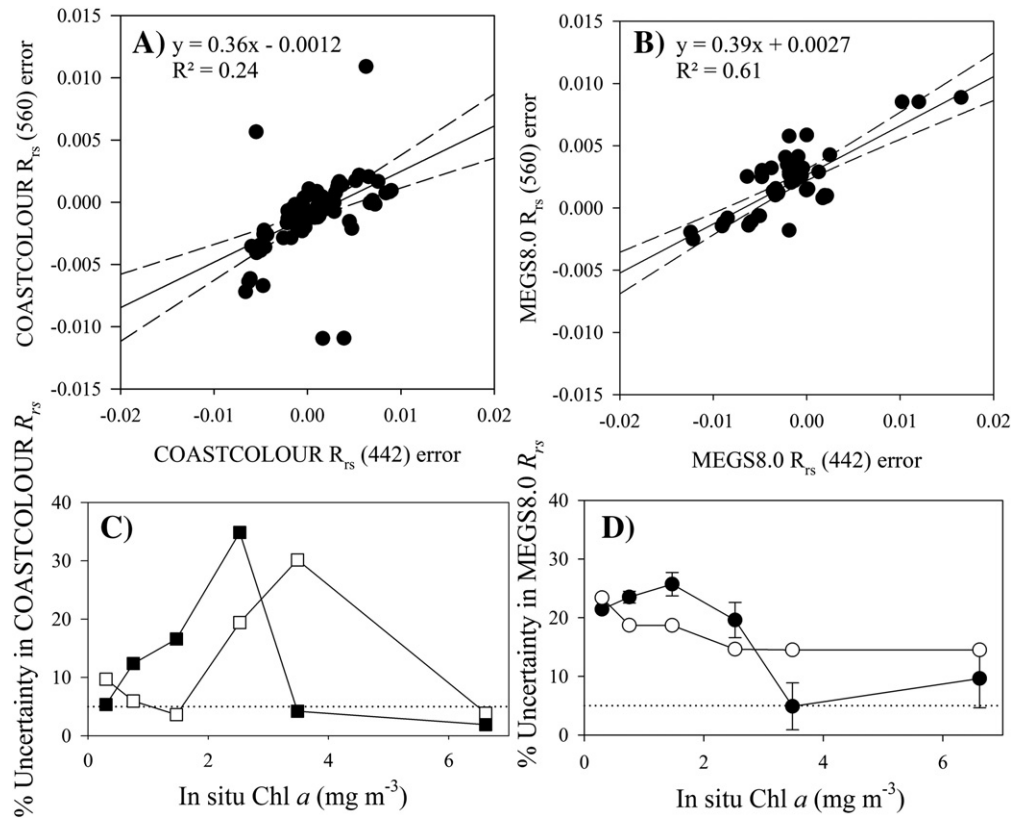 A) y = 0.36x - 0.0012
R² = 0.24
COASTCOLOUR Rrs (560) error
0.015
0.010
0.005
0.000
-0.005
-0.010
-0.015
-0.02 -0.01 0.00 0.01 0.02
COASTCOLOUR Rrs (442) error
B) y = 0.39x + 0.0027
R² = 0.61
MEGS8.0 Rrs (560) error
0.015
0.010
0.005
0.000
-0.005
-0.010
-0.015
-0.02 -0.01 0.00 0.01 0.02
MEGS8.0 Rrs (442) error
C)
% Uncertainty in COASTCOLOUR Rrs
40
30
20
10
0
0 2 4 6
In situ Chl a (mg m-3)
D)
% Uncertainty in MEGS8.0 Rrs
40
30
20
10
0
0 2 4 6
In situ Chl a (mg m-3)